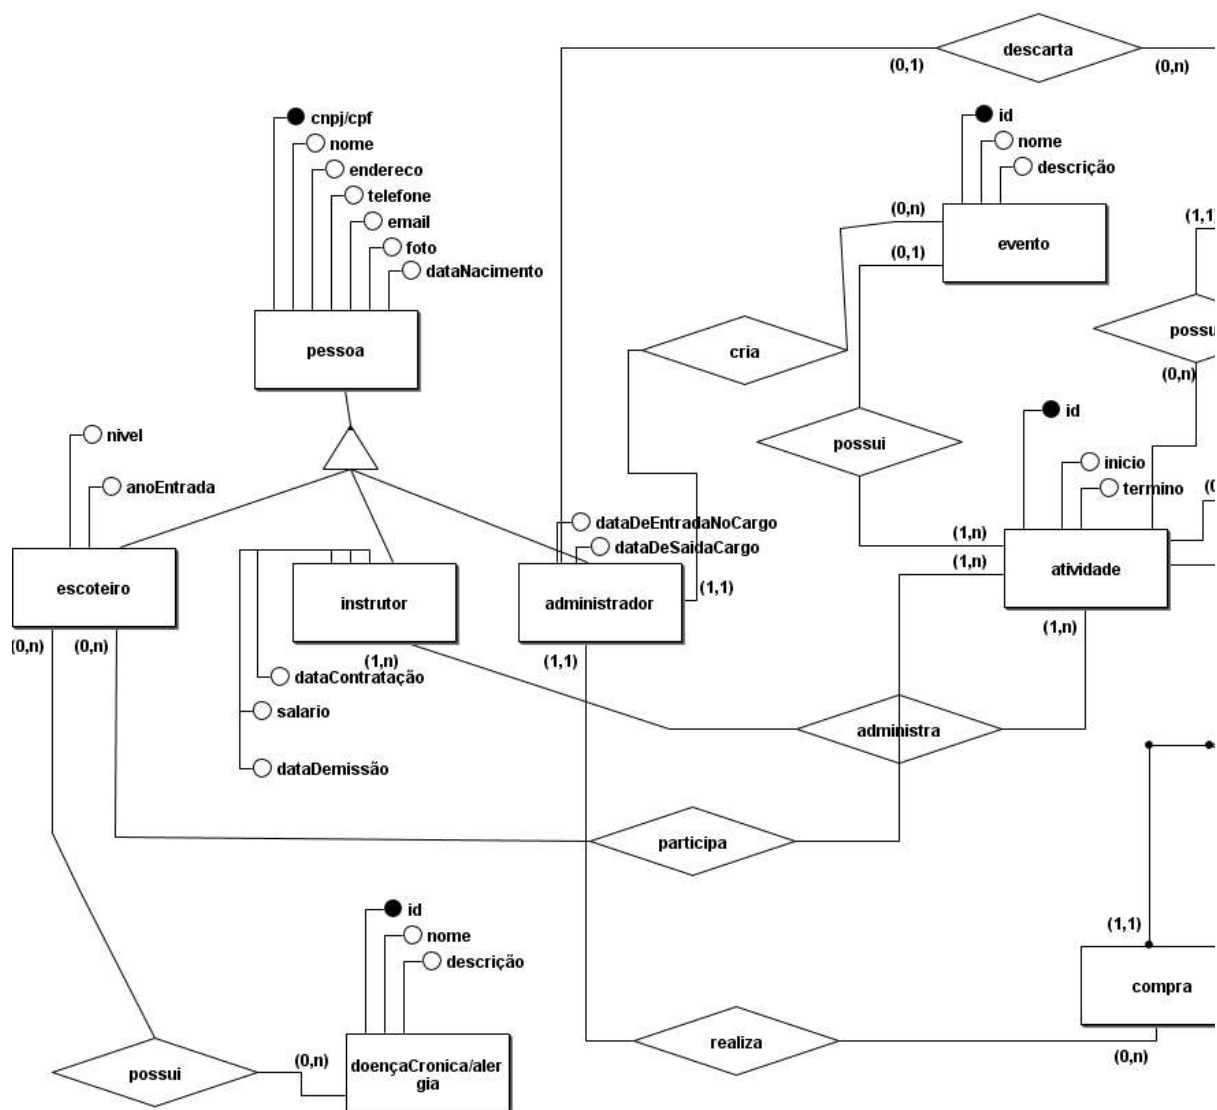 descarta
(0,1)
(0,n)
cnpj/cpf
nome
endereco
telefone
email
foto
dataNacimento
pessoa
id
nome
descrição
(0,n)
(0,1)
evento
(1,1)
cria
possui
possu
(0,n)
nivel
anoEntrada
id
inicio
termino
(0
dataDeEntradaNoCargo
dataDeSaidaCargo
(1,n)
(1,n)
atividade
escoteiro
instrutor
administrador
(1,1)
(0,n)
(0,n)
(1,n)
(1,1)
(1,n)
dataContratação
salario
dataDemissão
administra
participa
id
nome
descrição
(1,1)
compra
possui
(0,n)
doençaCronica/aler
gia
realiza
(0,n)